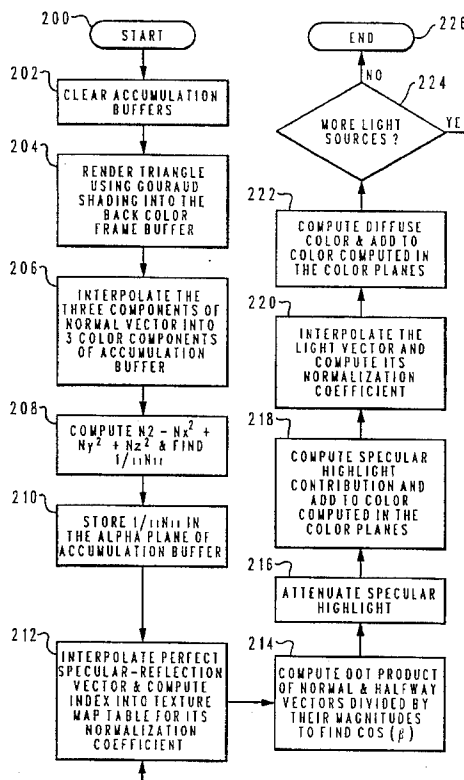 200
START
202
CLEAR ACCUMULATION
BUFFERS
204
RENDER TRIANGLE
USING GOURAUD
SHADING INTO THE
BACK COLOR
FRAME BUFFER
206
INTERPOLATE THE
THREE COMPONENTS OF
NORMAL VECTOR INTO
3 COLOR COMPONENTS
OF ACCUMULATION
BUFFER
208
COMPUTE N2 - Nx² +
Ny² + Nz² & FIND
1/ııNıı
210
STORE 1/ııNıı IN
THE ALPHA PLANE OF
ACCUMULATION BUFFER
212
INTERPOLATE PERFECT
SPECULAR-REFLECTION
VECTOR & COMPUTE
INDEX INTO TEXTURE
MAP TABLE FOR ITS
NORMALIZATION
COEFFICIENT
214
COMPUTE DOT PRODUCT
OF NORMAL & HALFWAY
VECTORS DIVIDED BY
THEIR MAGNITUDES
TO FIND COS (β)
216
ATTENUATE SPECULAR
HIGHLIGHT
218
COMPUTE SPECULAR
HIGHLIGHT
CONTRIBUTION AND
ADD TO COLOR
COMPUTED IN THE
COLOR PLANES
220
INTERPOLATE THE
LIGHT VECTOR AND
COMPUTE ITS
NORMALIZATION
COEFFICIENT
222
COMPUTE DIFFUSE
COLOR & ADD TO
COLOR COMPUTED IN
THE COLOR PLANES
224
MORE LIGHT
SOURCES ?
YE
NO
END
226